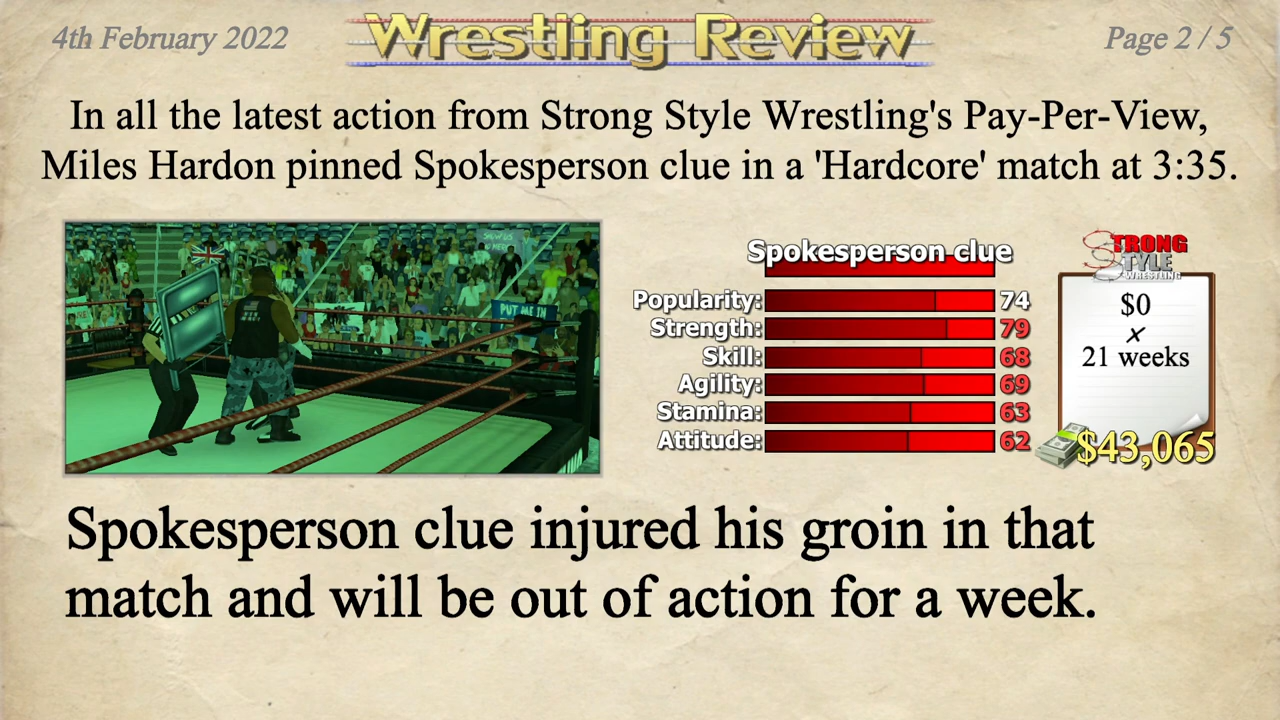 4th February 2022
Wrestling Review
Page 2 / 5
In all the latest action from Strong Style Wrestling's Pay-Per-View,
Miles Hardon pinned Spokesperson clue in a 'Hardcore' match at 3:35.
PUT ME IN
Spokesperson clue
Popularity: 74
Strength: 79
Skill: 68
Agility: 69
Stamina: 63
Attitude: 62
STRONG
STYLE
WRESTLING
$0
x
21 weeks
$43,065
Spokesperson clue injured his groin in that
match and will be out of action for a week.